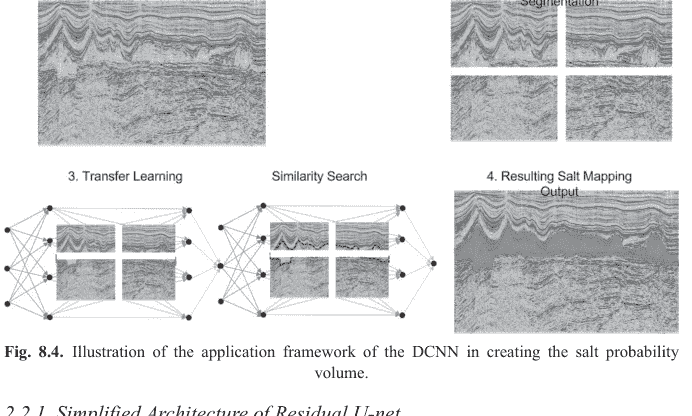 Segmentation
3. Transfer Learning
Similarity Search
4. Resulting Salt Mapping
Output
Fig. 8.4. Illustration of the application framework of the DCNN in creating the salt probability
volume.
2.2.1. Simplified Architecture of Residual U-net